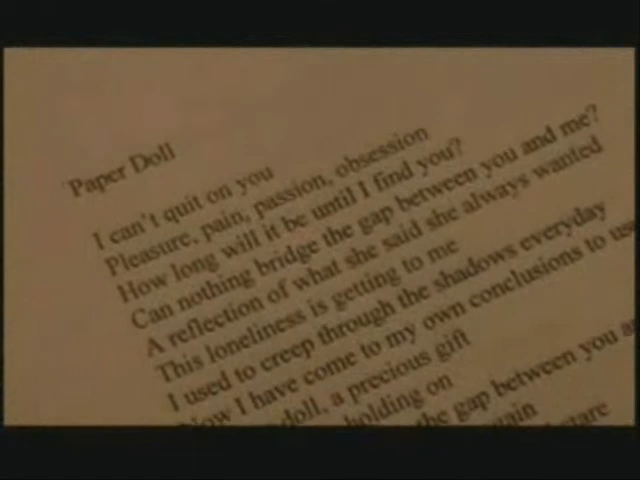 Paper Doll
I can't quit on you
Pleasure, pain, passion, obsession
How long will it be until I find you?
Can nothing bridge the gap between you and me?
A reflection of what she said she always wanted
This loneliness is getting to me
I used to creep through the shadows everyday
Now I have come to my own conclusions to use
doll, a precious gift
holding on
the gap between you
stare